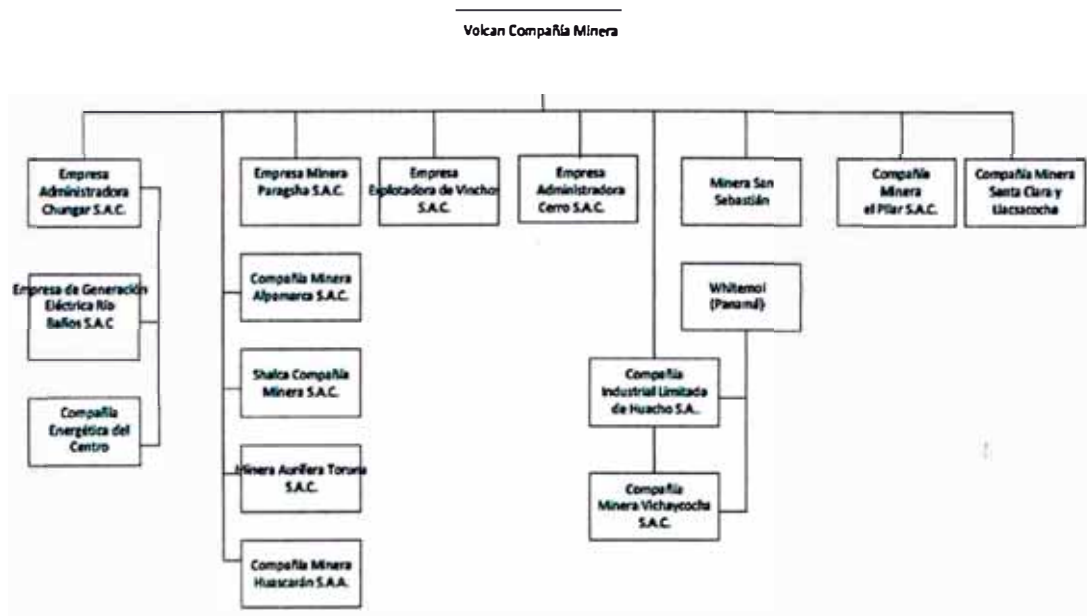 Volcan Compañía Minera
Empresa
Administradora
Chungar S.A.C.
Empresa Minera
Paragsha S.A.C.
Empresa
Explotadora de Vinchos
S.A.C.
Empresa
Administradora
Cerro S.A.C.
Minera San
Sebastián
Compañía
Minera
el Pilar S.A.C.
Compañía Minera
Santa Clara y
Llacsacocha
Empresa de Generación
Eléctrica Río
Baños S.A.C
Compañía Minera
Alpamarca S.A.C.
Whitemol
(Panamá)
Shalca Compañía
Minera S.A.C.
Compañía
Industrial Limitada
de Huacho S.A..
Compañía
Energética del
Centro
Minera Aurífera Toruna
S.A.C.
Compañía
Minera Vichaycocha
S.A.C.
Compañía Minera
Huascarán S.A.A.